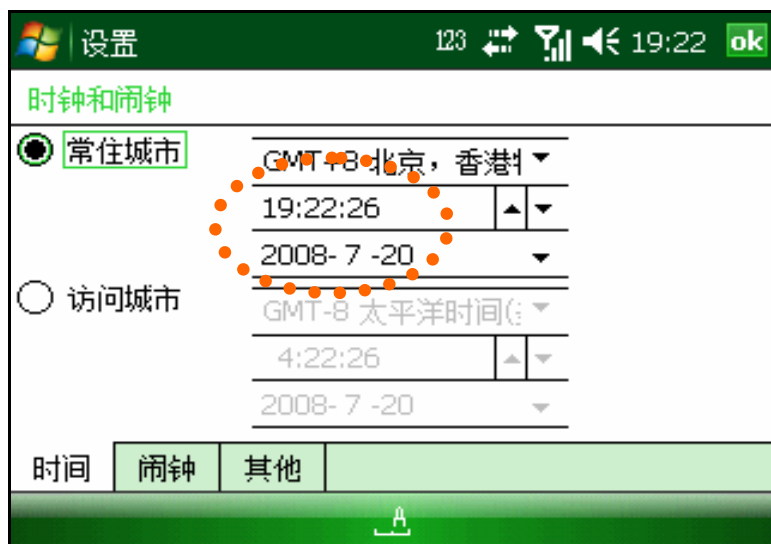 设置 123 19:22 ok
时钟和闹钟
常住城市
GMT+8 北京，香港
19:22:26
2008- 7 -20
访问城市
GMT-8 太平洋时间(
4:22:26
2008- 7 -20
时间 闹钟 其他
A